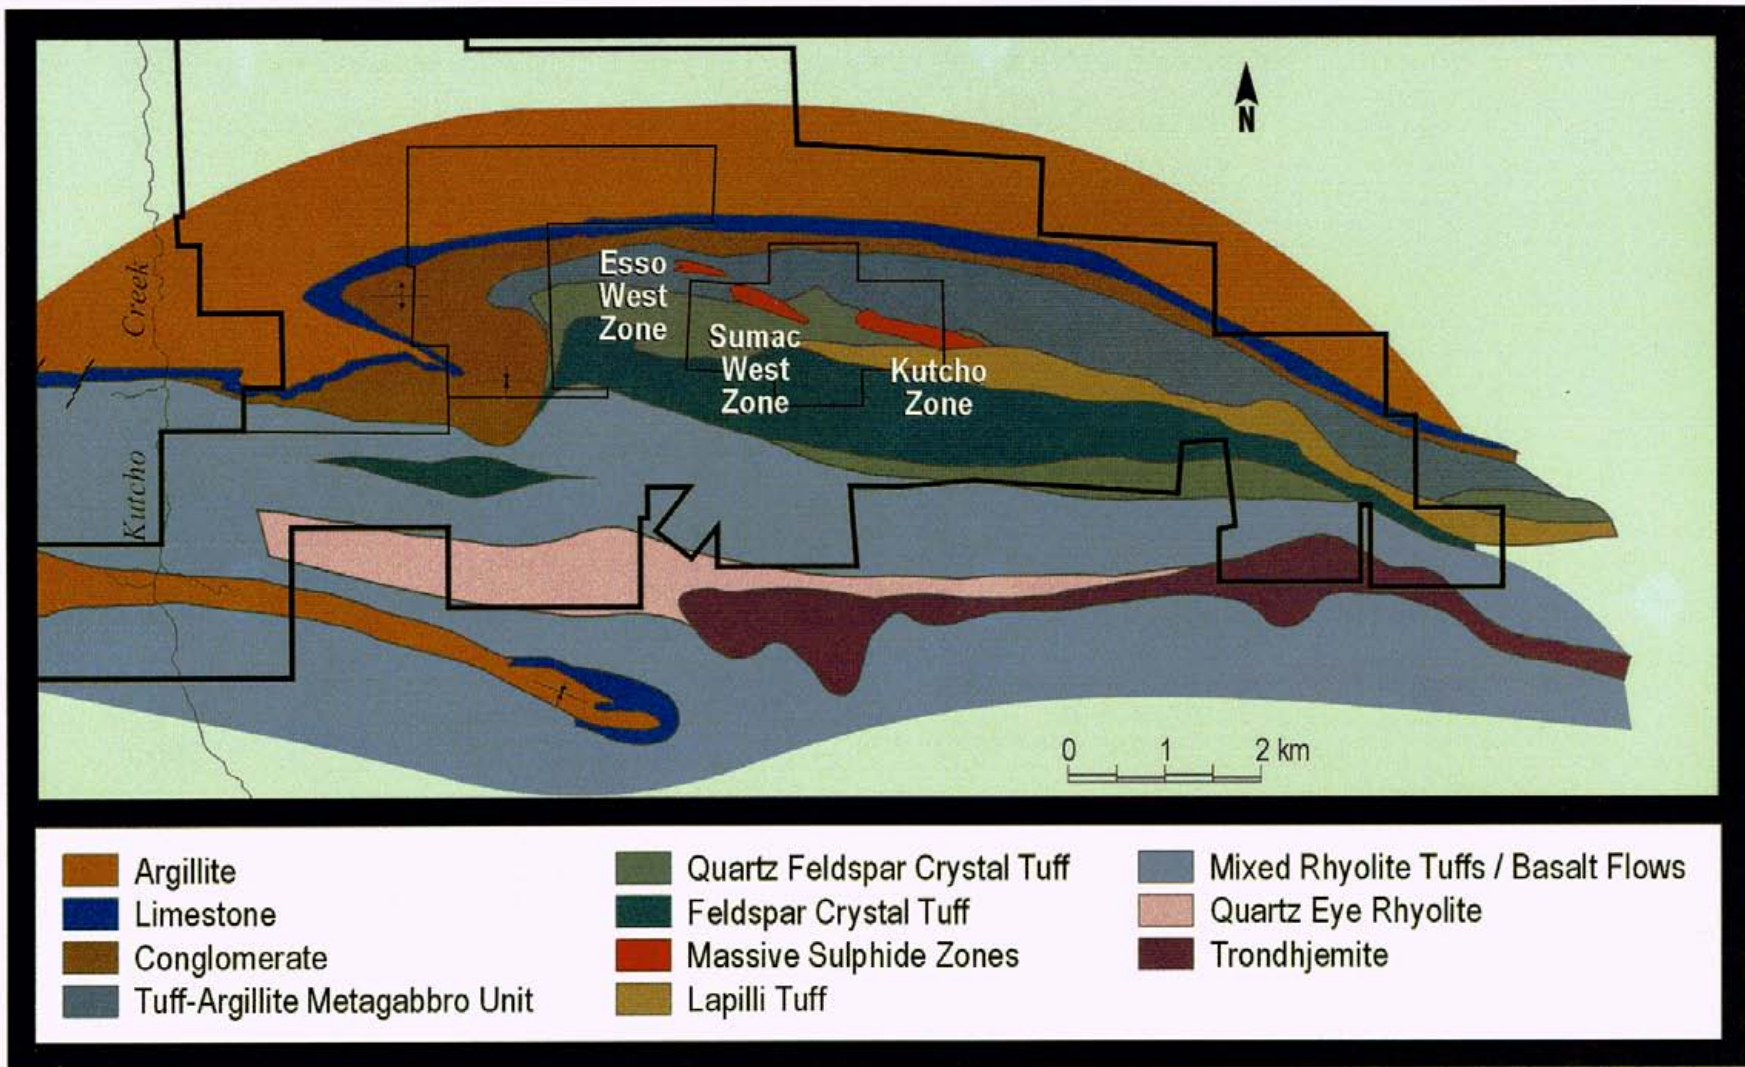 N
Creek
Kutcho
Esso
West
Zone
Sumac
West
Zone
Kutcho
Zone
0 1 2 km
Argillite
Limestone
Conglomerate
Tuff-Argillite Metagabbro Unit
Quartz Feldspar Crystal Tuff
Feldspar Crystal Tuff
Massive Sulphide Zones
Lapilli Tuff
Mixed Rhyolite Tuffs / Basalt Flows
Quartz Eye Rhyolite
Trondhjemite